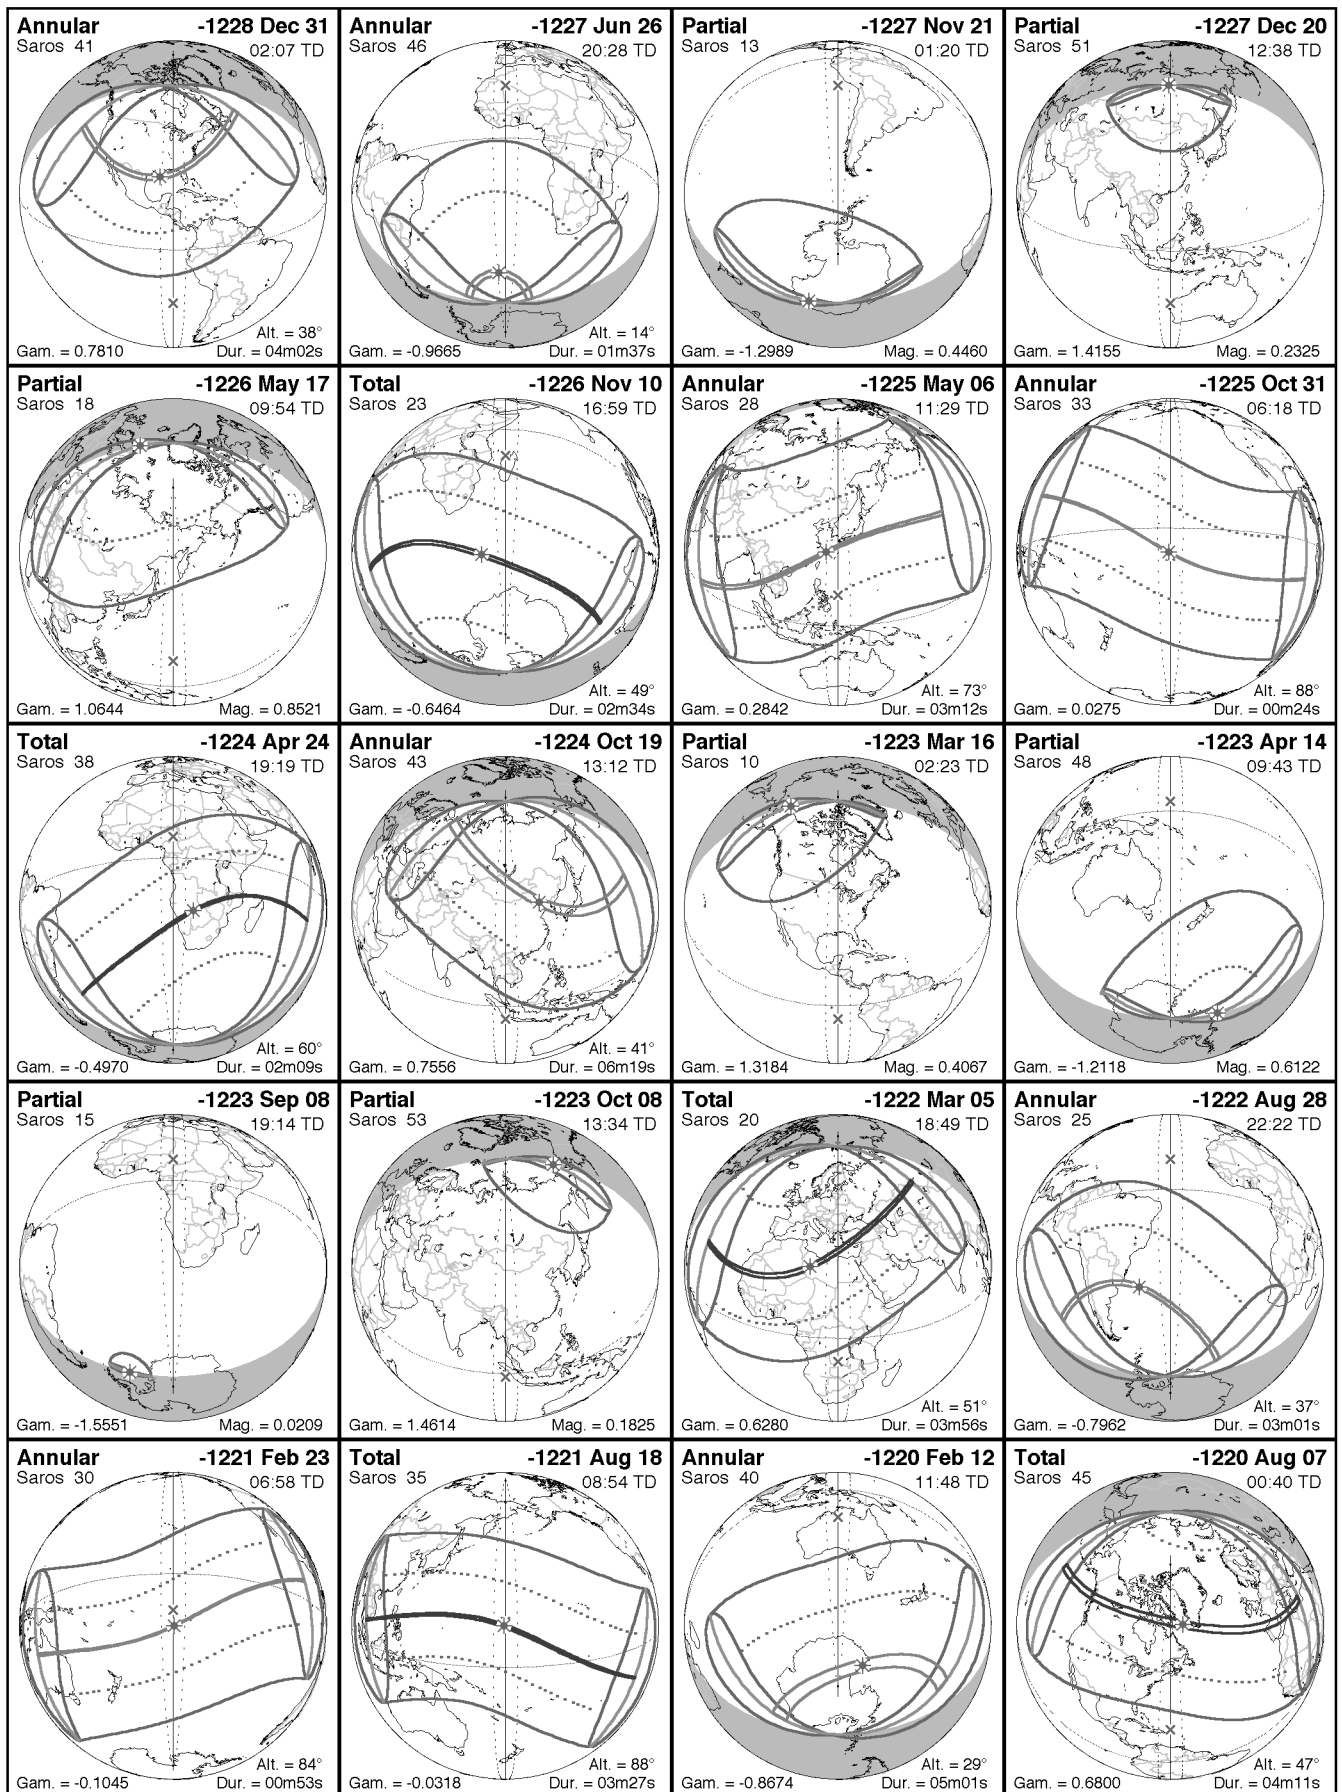 Annular -1228 Dec 31
Saros 41 02:07 TD
Alt. = 38°
Gam. = 0.7810 Dur. = 04m02s
Annular -1227 Jun 26
Saros 46 20:28 TD
Alt. = 14°
Gam. = -0.9665 Dur. = 01m37s
Partial -1227 Nov 21
Saros 13 01:20 TD
Gam. = -1.2989 Mag. = 0.4460
Partial -1227 Dec 20
Saros 51 12:38 TD
Gam. = 1.4155 Mag. = 0.2325
Partial -1226 May 17
Saros 18 09:54 TD
Gam. = 1.0644 Mag. = 0.8521
Total -1226 Nov 10
Saros 23 16:59 TD
Alt. = 49°
Gam. = -0.6464 Dur. = 02m34s
Annular -1225 May 06
Saros 28 11:29 TD
Alt. = 73°
Gam. = 0.2842 Dur. = 03m12s
Annular -1225 Oct 31
Saros 33 06:18 TD
Alt. = 88°
Gam. = 0.0275 Dur. = 00m24s
Total -1224 Apr 24
Saros 38 19:19 TD
Alt. = 60°
Gam. = -0.4970 Dur. = 02m09s
Annular -1224 Oct 19
Saros 43 13:12 TD
Alt. = 41°
Gam. = 0.7556 Dur. = 06m19s
Partial -1223 Mar 16
Saros 10 02:23 TD
Gam. = 1.3184 Mag. = 0.4067
Partial -1223 Apr 14
Saros 48 09:43 TD
Gam. = -1.2118 Mag. = 0.6122
Partial -1223 Sep 08
Saros 15 19:14 TD
Gam. = -1.5551 Mag. = 0.0209
Partial -1223 Oct 08
Saros 53 13:34 TD
Gam. = 1.4614 Mag. = 0.1825
Total -1222 Mar 05
Saros 20 18:49 TD
Alt. = 51°
Gam. = 0.6280 Dur. = 03m56s
Annular -1222 Aug 28
Saros 25 22:22 TD
Alt. = 37°
Gam. = -0.7962 Dur. = 03m01s
Annular -1221 Feb 23
Saros 30 06:58 TD
Alt. = 84°
Gam. = -0.1045 Dur. = 00m53s
Total -1221 Aug 18
Saros 35 08:54 TD
Alt. = 88°
Gam. = -0.0318 Dur. = 03m27s
Annular -1220 Feb 12
Saros 40 11:48 TD
Alt. = 29°
Gam. = -0.8674 Dur. = 05m01s
Total -1220 Aug 07
Saros 45 00:40 TD
Alt. = 47°
Gam. = 0.6800 Dur. = 04m11s